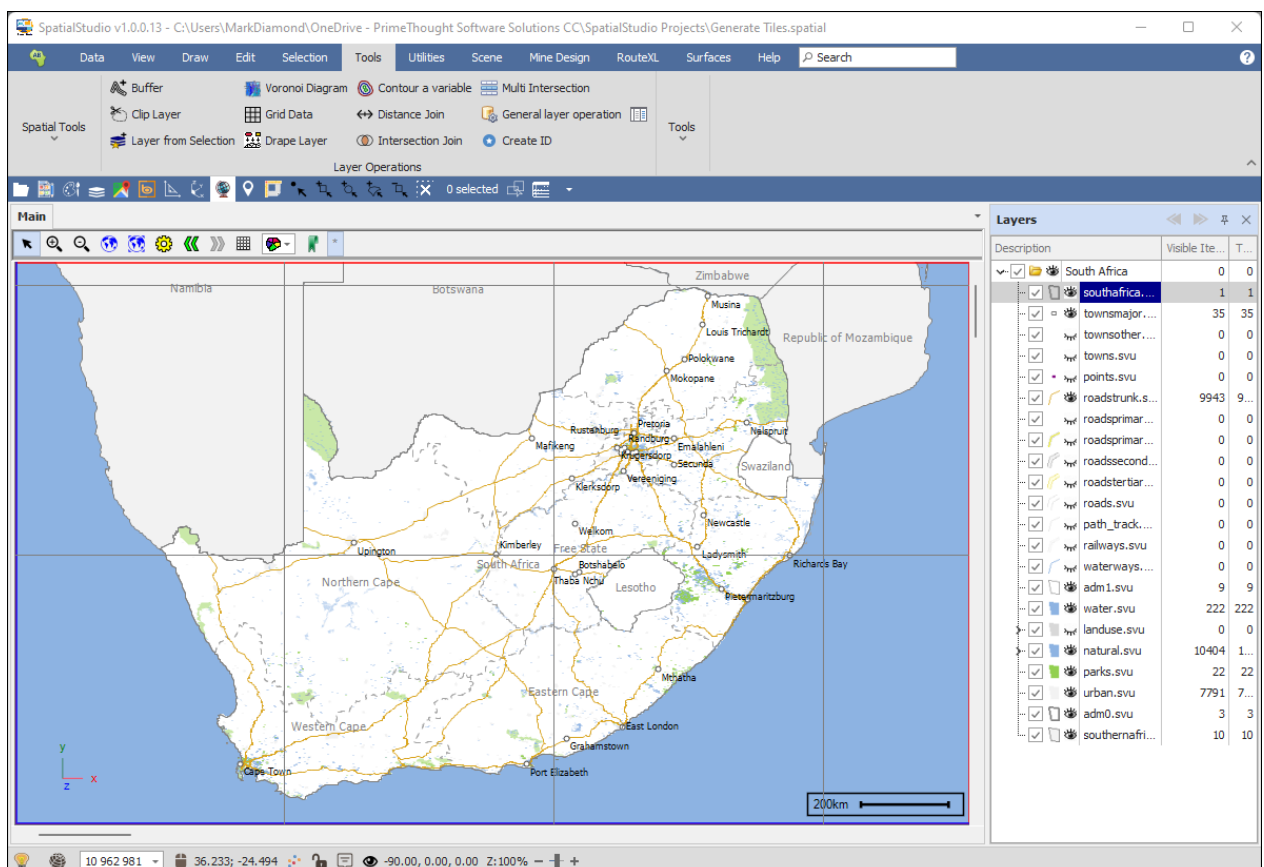 SpatialStudio v1.0.0.13 - C:\Users\MarkDiamond\OneDrive - PrimeThought Software Solutions CC\SpatialStudio Projects\Generate Tiles.spatial
Data View Draw Edit Selection Tools Utilities Scene Mine Design RouteXL Surfaces Help Search
Buffer Voronoi Diagram Contour a variable Multi Intersection
Spatial Tools Clip Layer Grid Data Distance Join General layer operation Tools
Layer from Selection Drape Layer Intersection Join Create ID
Layer Operations
0 selected
Main
Layers
Description Visible Ite... T...
South Africa 0 0
southafrica.... 1 1
townsmajor.... 35 35
townsother.... 0 0
towns.svu 0 0
points.svu 0 0
roadstrunk.s... 9943 9...
roadsprimar... 0 0
roadsprimar... 0 0
roadssecond... 0 0
roadstertiar... 0 0
roads.svu 0 0
path_track.... 0 0
railways.svu 0 0
waterways.... 0 0
adm1.svu 9 9
water.svu 222 222
landuse.svu 0 0
natural.svu 10404 1...
parks.svu 22 22
urban.svu 7791 7...
adm0.svu 3 3
southernafri... 10 10
Zimbabwe
Namibia Botswana
Musina
Louis Trichardt Republic of Mozambique
Polokwane
Mokopane
Pretoria
Rustenburg Randburg Nelspruit
Mafikeng Emalahleni
Krugersdorp Secunda Swaziland
Vereeniging
Klerksdorp
Newcastle
Welkom
Upington Kimberley Free State Ladysmith
South Africa Botshabelo Richards Bay
Northern Cape Thaba Nchu Lesotho
Pietermaritzburg
Mthatha
Eastern Cape
Western Cape East London
Grahamstown
Cape Town Port Elizabeth
y
x
z
200km
10 962 981 36.233; -24.494 -90.00, 0.00, 0.00 Z:100%